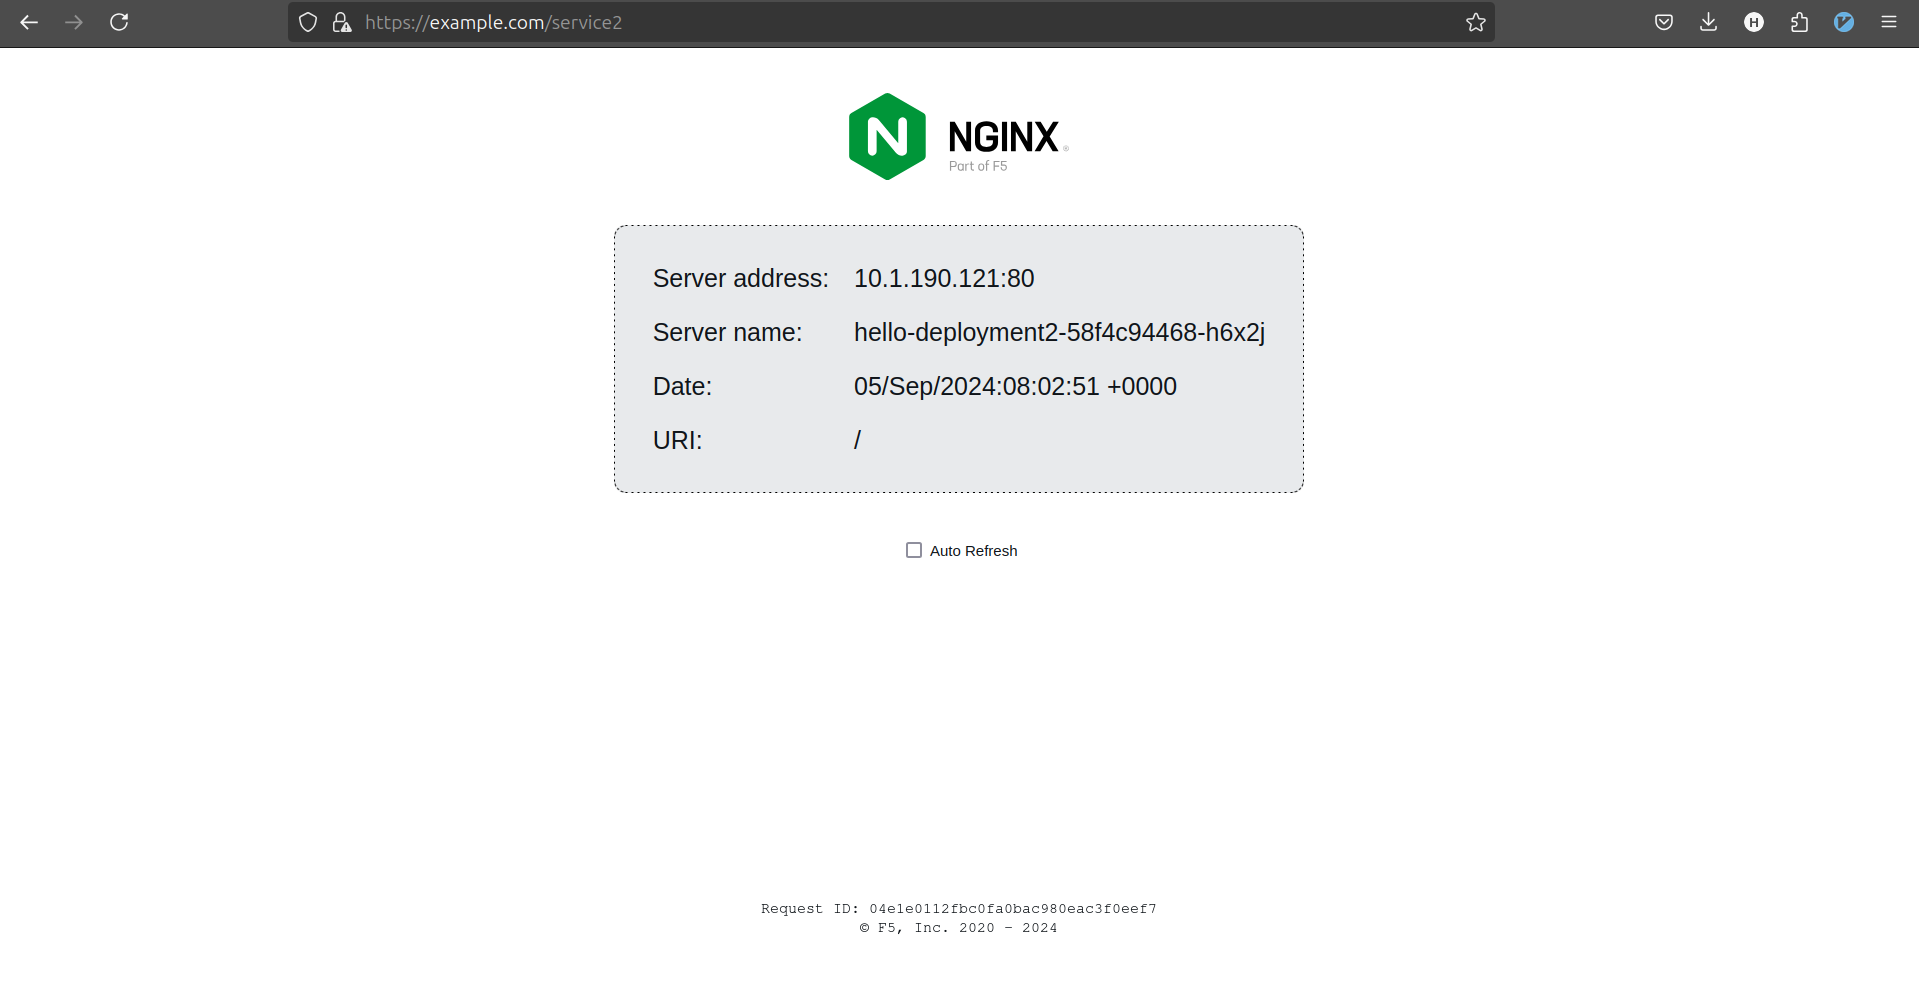 https://example.com/service2
NGINX
Part of F5
Server address: 10.1.190.121:80
Server name: hello-deployment2-58f4c94468-h6x2j
Date: 05/Sep/2024:08:02:51 +0000
URI: /
Auto Refresh
Request ID: 04e1e0112fbc0fa0bac980eac3f0eef7
© F5, Inc. 2020 - 2024